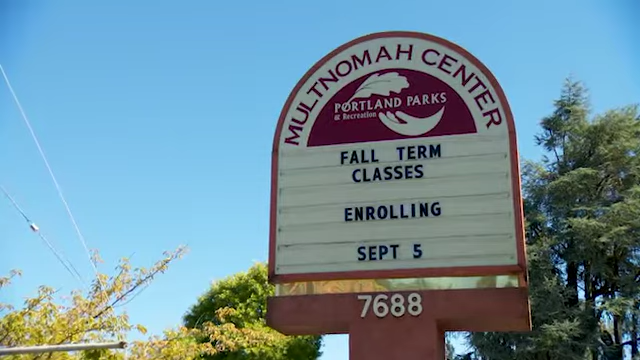 MULTNOMAH CENTER
PORTLAND PARKS
& Recreation
FALL TERM
CLASSES
ENROLLING
SEPT 5
7688